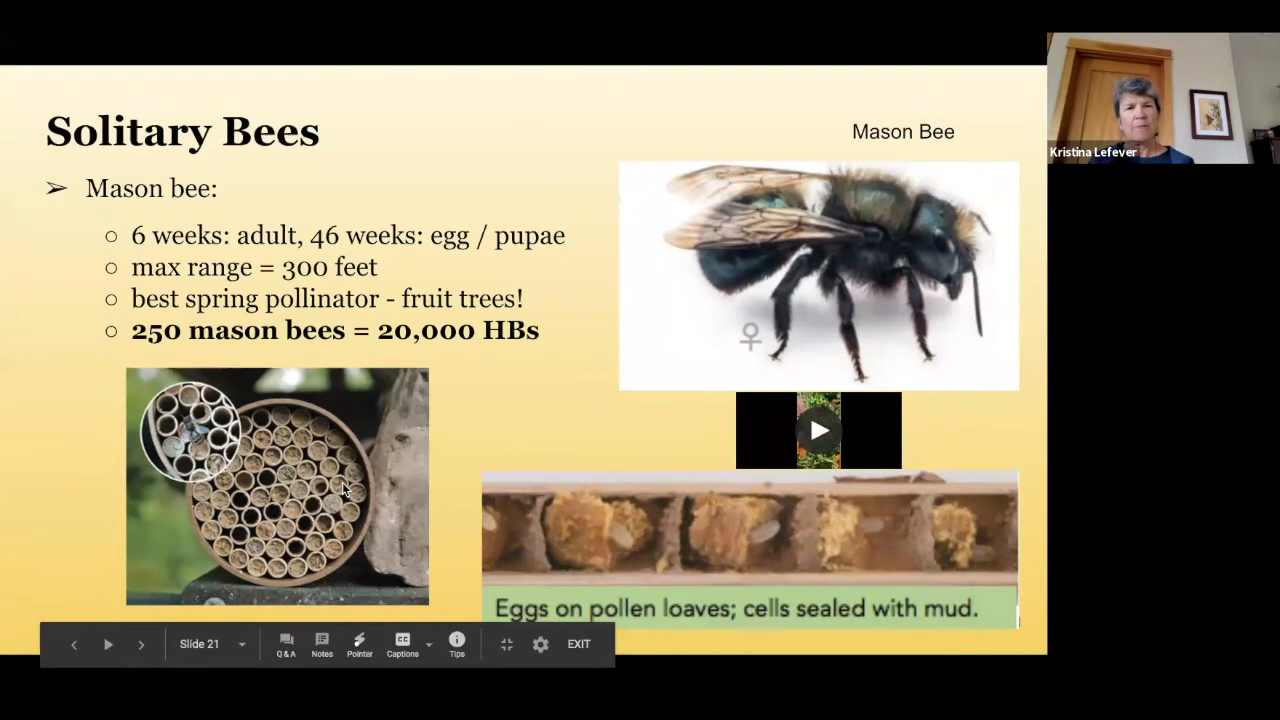 Solitary Bees
Mason Bee
➢ Mason bee:
○ 6 weeks: adult, 46 weeks: egg / pupae
○ max range = 300 feet
○ best spring pollinator - fruit trees!
○ 250 mason bees = 20,000 HBs
♀
Eggs on pollen loaves; cells sealed with mud.
Kristina Lefever
Slide 21
Q & A
Notes
Pointer
CC
Captions
Tips
EXIT